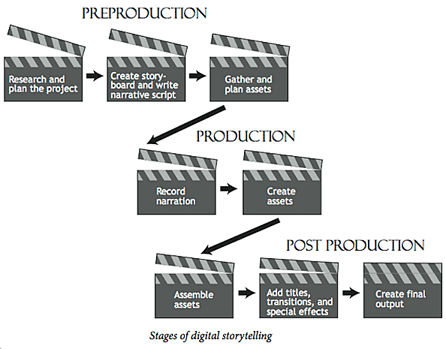 PREPRODUCTION
Research and
plan the project
Create story-
board and write
narrative script
Gather and
plan assets
PRODUCTION
Record
narration
Create
assets
POST PRODUCTION
Assemble
assets
Add titles,
transitions, and
special effects
Create final
output
Stages of digital storytelling